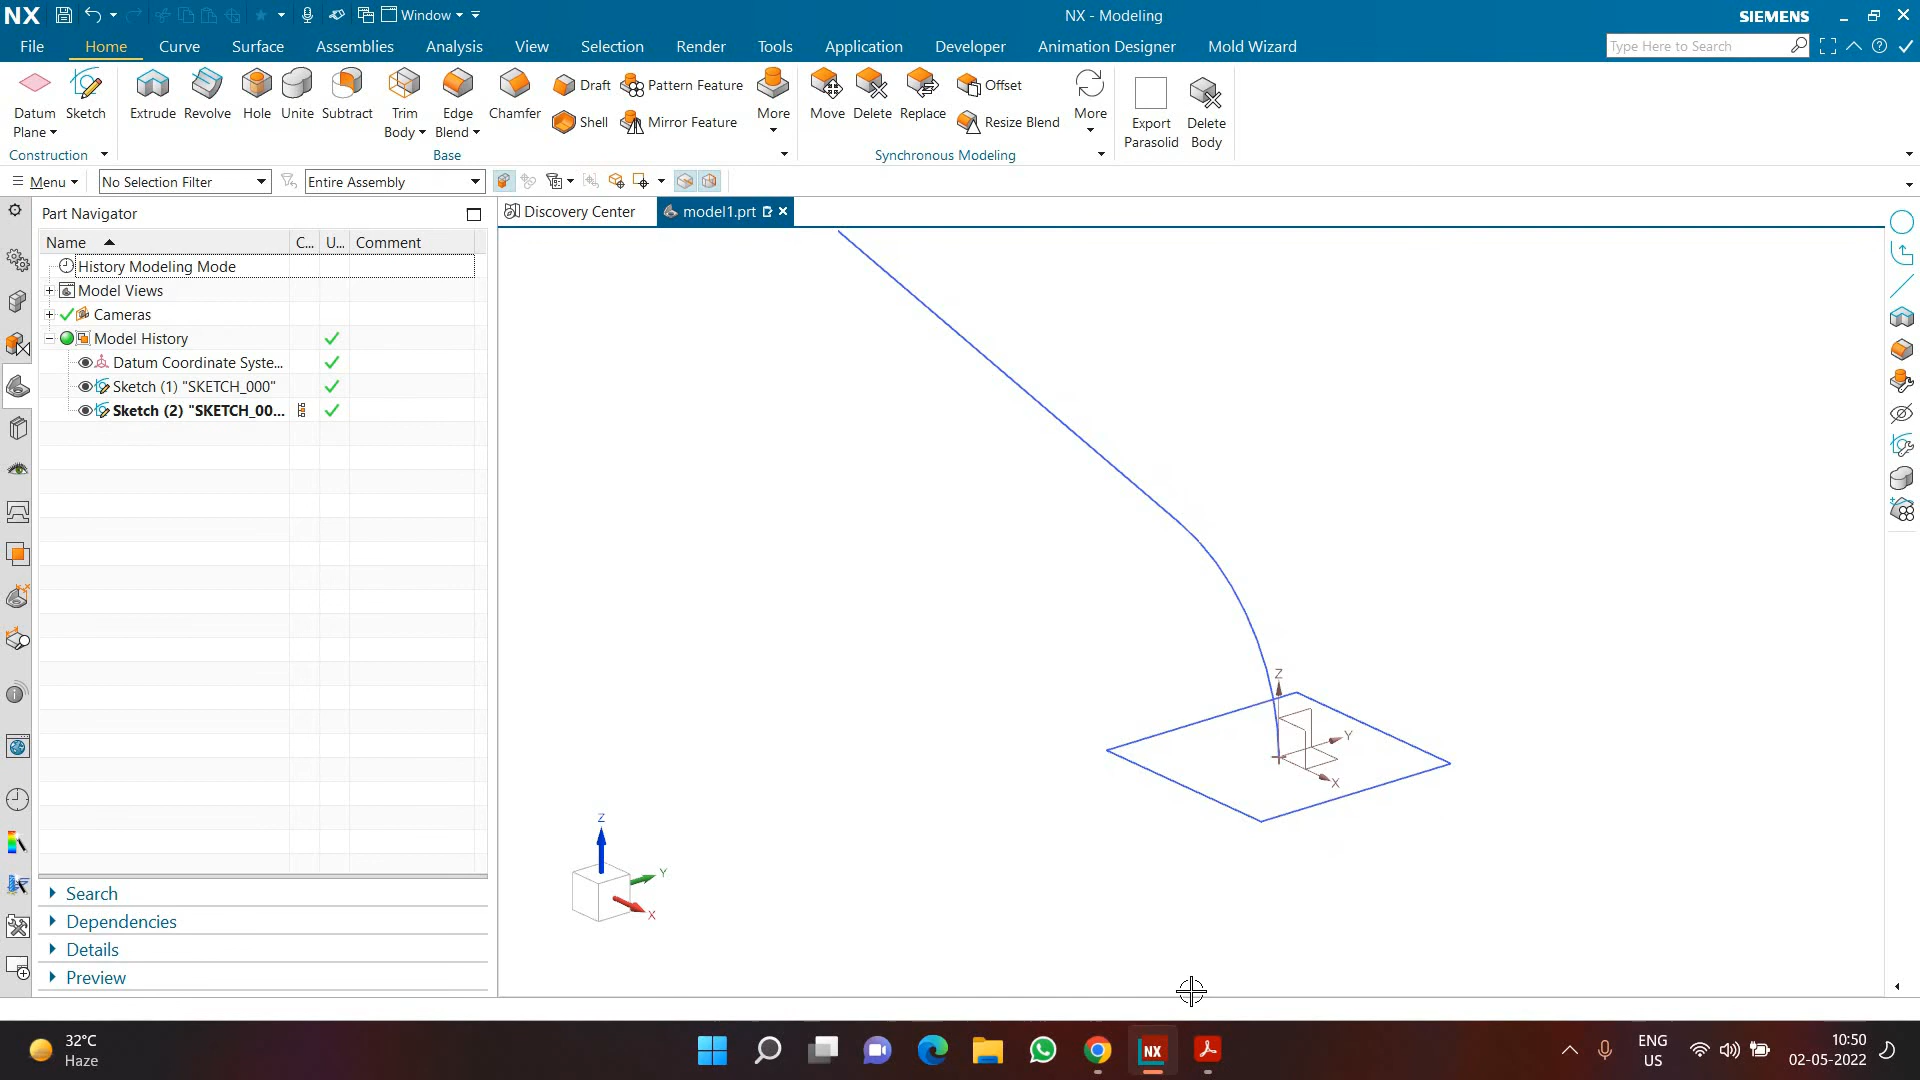 NX
Window
NX - Modeling
SIEMENS
File
Home
Curve
Surface
Assemblies
Analysis
View
Selection
Render
Tools
Application
Developer
Animation Designer
Mold Wizard
Type Here to Search
Datum Plane
Sketch
Extrude
Revolve
Hole
Unite
Subtract
Trim Body
Edge Blend
Chamfer
Draft
Shell
Pattern Feature
Mirror Feature
More
Move
Delete
Replace
Offset
Resize Blend
More
Export Parasolid
Delete Body
Construction
Base
Synchronous Modeling
Menu
No Selection Filter
Entire Assembly
Part Navigator
Discovery Center
model1.prt
Name
C...
U...
Comment
History Modeling Mode
Model Views
Cameras
Model History
Datum Coordinate Syste...
Sketch (1) "SKETCH_000"
Sketch (2) "SKETCH_00...
Z
Y
X
Z
Y
X
Search
Dependencies
Details
Preview
32°C
Haze
NX
ENG
US
10:50
02-05-2022